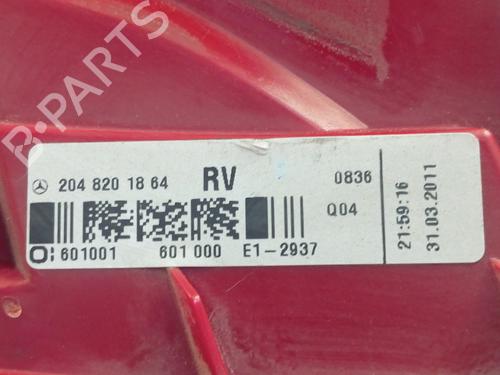 B-PARTS
204 820 18 64 RV 0836
Q04
O: 601001 601 000 E1-2937
21:59:16
31.03.2011